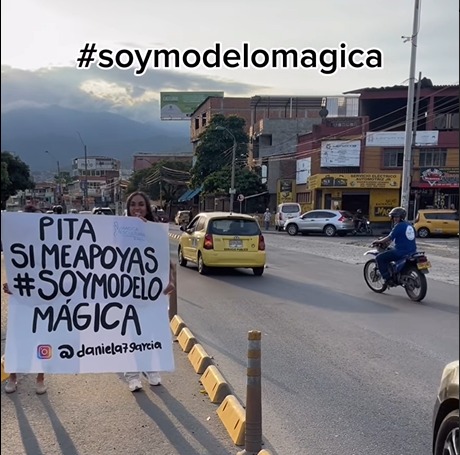 #soymodelomagica
PITA
SI ME APOYAS
#SOYMODELO
MÁGICA
@daniela7garcia